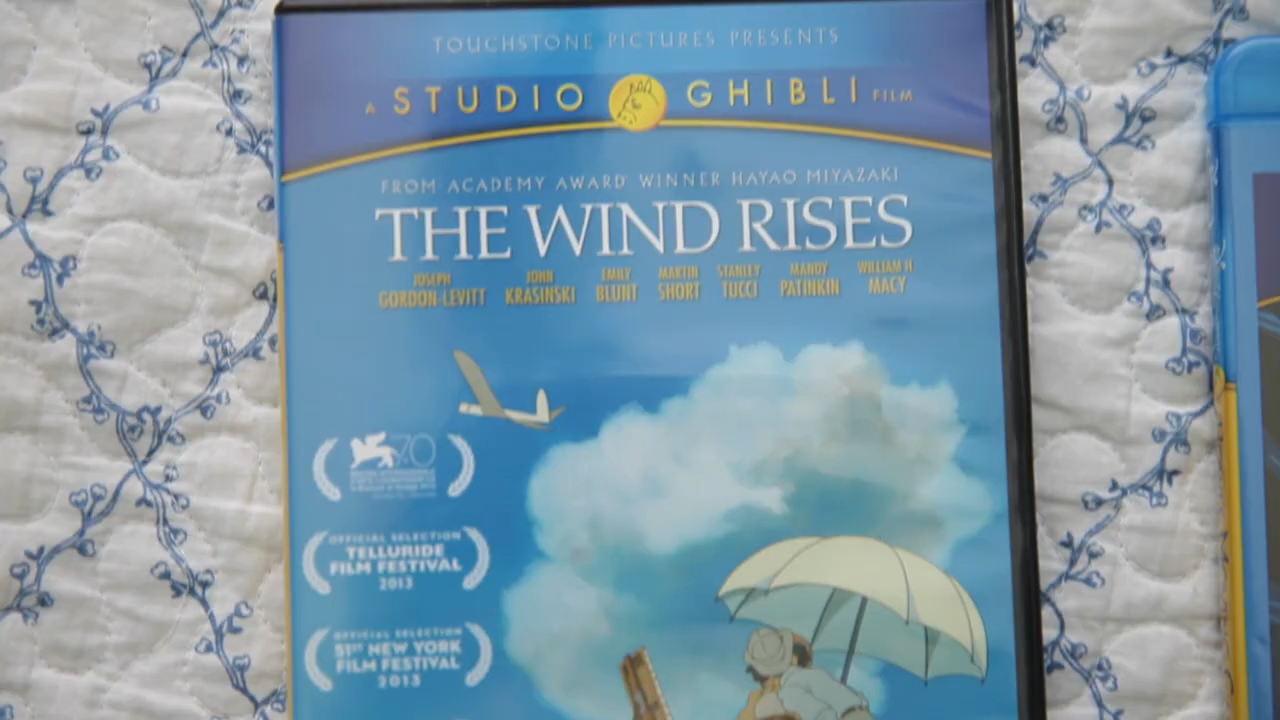 TOUCHSTONE PICTURES PRESENTS
A STUDIO GHIBLI FILM
FROM ACADEMY AWARD WINNER HAYAO MIYAZAKI
THE WIND RISES
JOSEPH GORDON-LEVITT JOHN KRASINSKI EMILY BLUNT MARTIN SHORT STANLEY TUCCI MANDY PATINKIN WILLIAM H MACY
70
OFFICIAL SELECTION
TELLURIDE
FILM FESTIVAL
2013
OFFICIAL SELECTION
51ST NEW YORK
FILM FESTIVAL
2013